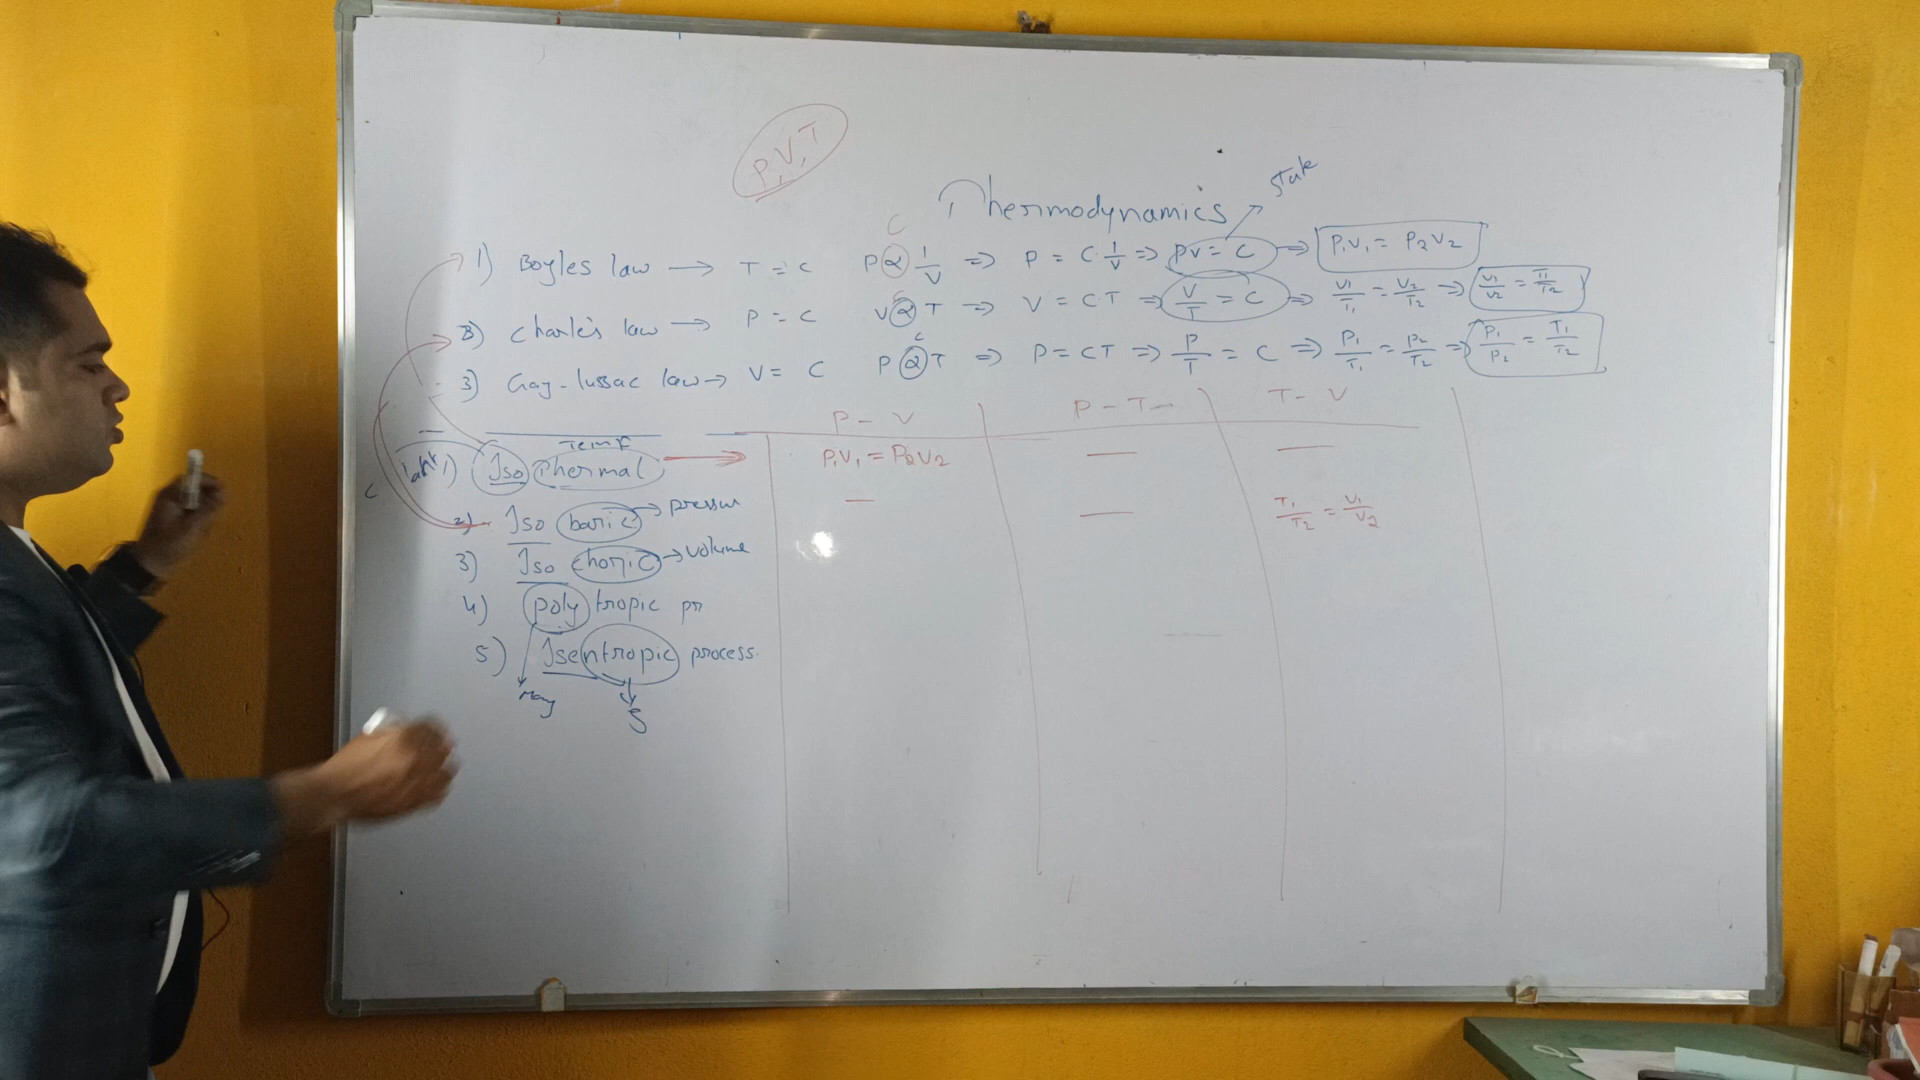 P,V,T
State
Thermodynamics
1) Boyles law → T = C P α 1/V ⇒ P = C·1/V ⇒ PV = C ⇒ P₁V₁ = P₂V₂
C
2) Charle's law → P = C V α T ⇒ V = C·T ⇒ V/T = C ⇒ V₁/T₁ = V₂/T₂ ⇒ V₁/V₂ = T₁/T₂
C
3) Gay-lussac law → V = C P α T ⇒ P = CT ⇒ P/T = C ⇒ P₁/T₁ = P₂/T₂ ⇒ P₁/P₂ = T₁/T₂
C
P - V P - T - T - V
Temp
1) Iso thermal → P₁V₁ = P₂V₂ — —
2) Iso baric → pressur — — T₁/T₂ = V₁/V₂
3) Iso choric → volume
4) poly tropic pr
5) Isentropic process.
many